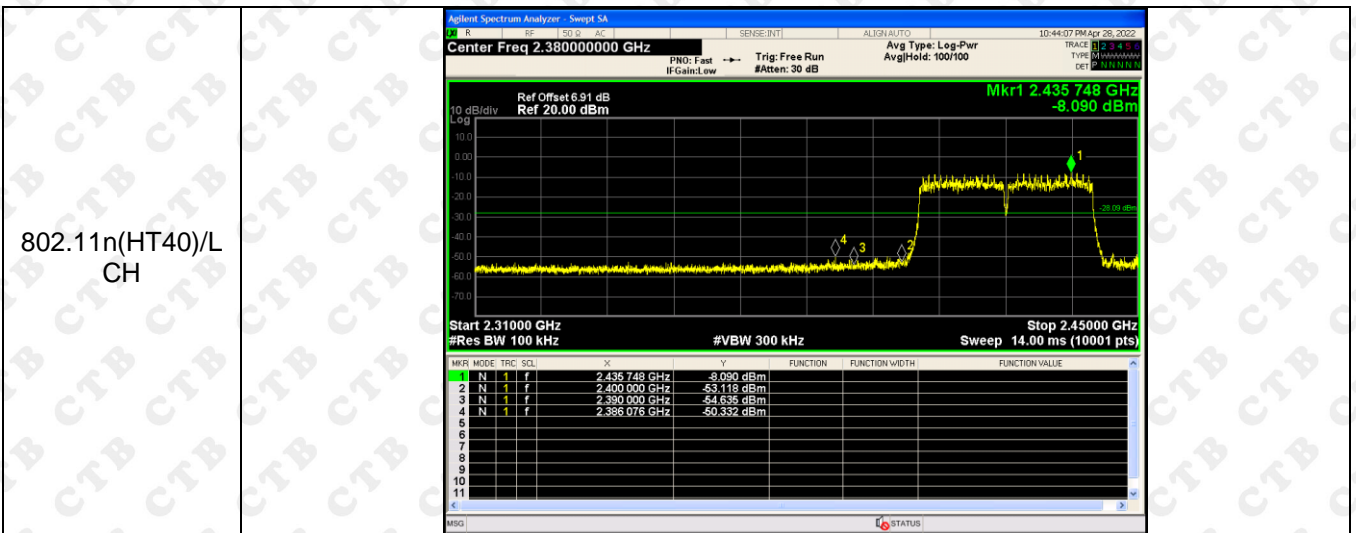 802.11n(HT40)/L
CH
Agilent Spectrum Analyzer - Swept SA
R RF 50 Ω AC SENSE:INT ALIGN AUTO 10:44:07 PM Apr 28, 2022
Center Freq 2.380000000 GHz
PNO: Fast
IFGain:Low
Trig: Free Run
#Atten: 30 dB
Avg Type: Log-Pwr
Avg|Hold: 100/100
TRACE 1 2 3 4 5 6
TYPE M
DET P N N N N N
Mkr1 2.435 748 GHz
-8.090 dBm
Ref Offset 6.91 dB
10 dB/div Ref 20.00 dBm
Log
10.0
0.00
-10.0
-20.0
-30.0
-40.0
-50.0
-60.0
-70.0
1
-28.09 dBm
4
3
2
Start 2.31000 GHz Stop 2.45000 GHz
#Res BW 100 kHz #VBW 300 kHz Sweep 14.00 ms (10001 pts)
MKR MODE TRC SCL X Y FUNCTION FUNCTION WIDTH FUNCTION VALUE
1 N 1 f 2.435 748 GHz -8.090 dBm
2 N 1 f 2.400 000 GHz -53.118 dBm
3 N 1 f 2.390 000 GHz -54.635 dBm
4 N 1 f 2.386 076 GHz -50.332 dBm
5
6
7
8
9
10
11
MSG STATUS
CTB